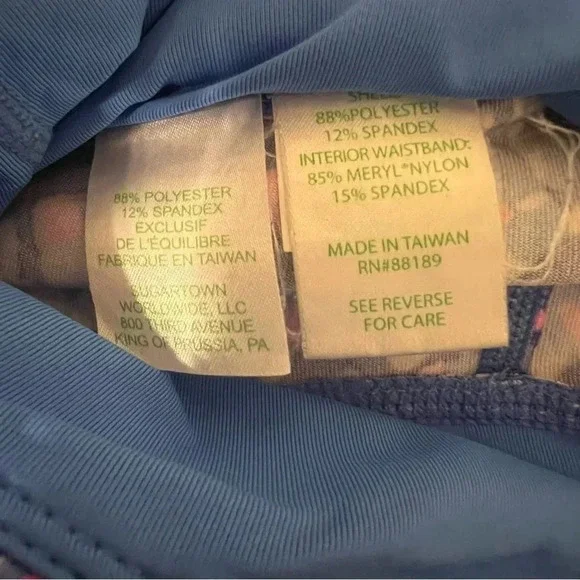 88% POLYESTER
12% SPANDEX
EXCLUSIF
DE L'ÉQUILIBRE
FABRIQUE EN TAIWAN
SUGARTOWN
WORLDWIDE, LLC
800 THIRD AVENUE
KING OF PRUSSIA, PA
88%POLYESTER
12% SPANDEX
INTERIOR WAISTBAND:
85% MERYL®NYLON
15% SPANDEX
MADE IN TAIWAN
RN#88189
SEE REVERSE
FOR CARE